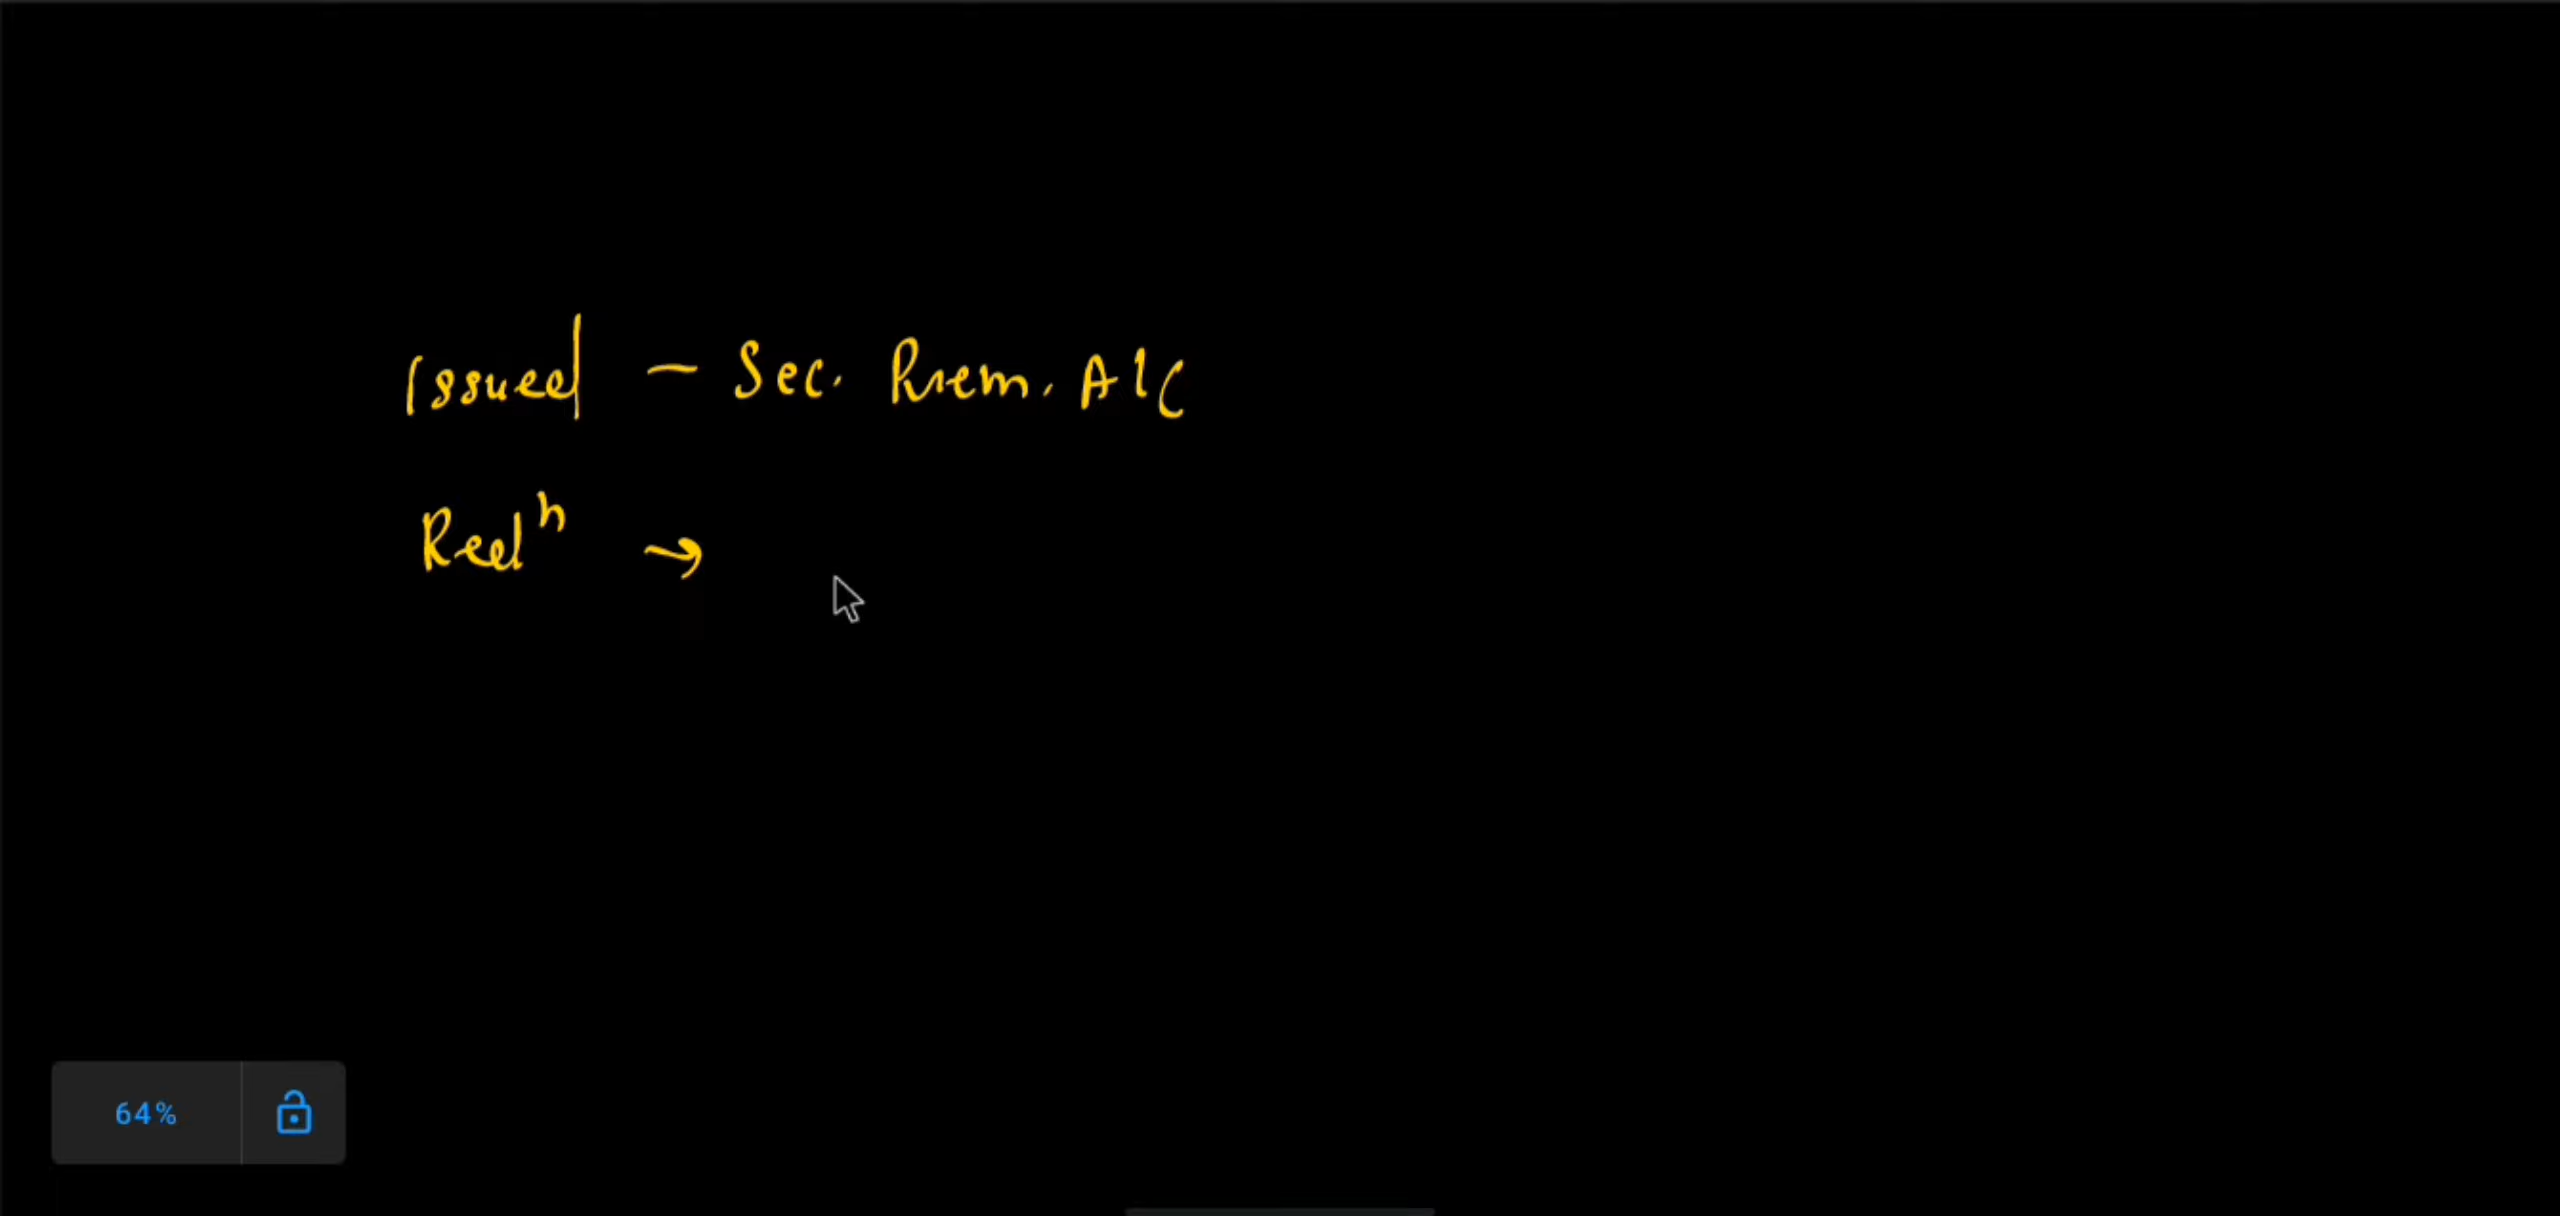 Issued - Sec. Prem. A/C
Redⁿ →
64%